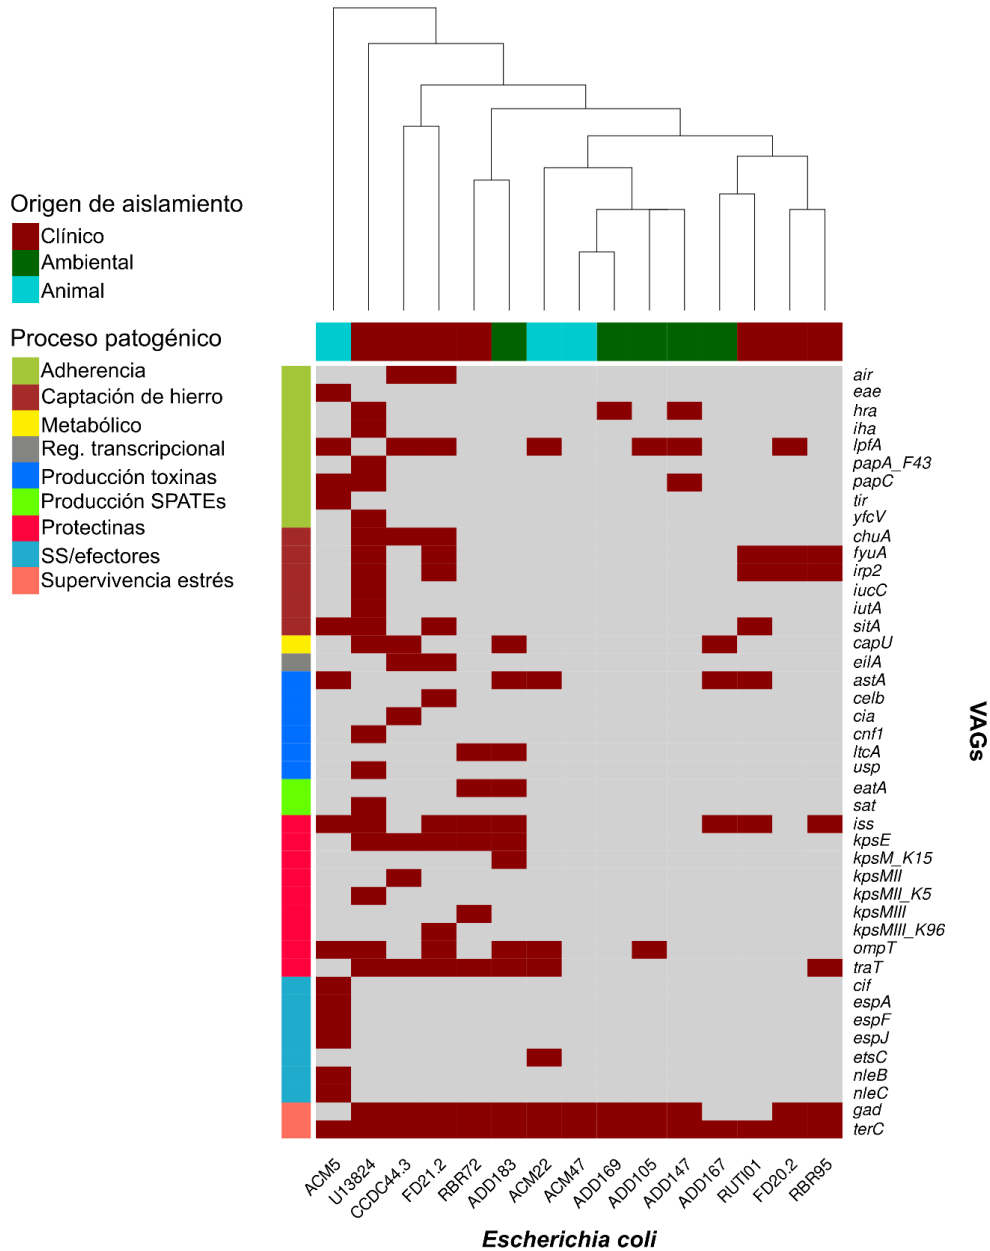 Origen de aislamiento
Clínico
Ambiental
Animal
Proceso patogénico
Adherencia
Captación de hierro
Metabólico
Reg. transcripcional
Producción toxinas
Producción SPATEs
Protectinas
SS/efectores
Supervivencia estrés
air
eae
hra
iha
lpfA
papA_F43
papC
tir
yfcV
chuA
fyuA
irp2
iucC
iutA
sitA
capU
eilA
astA
celb
cia
cnf1
ltcA
usp
eatA
sat
iss
kpsE
kpsM_K15
kpsMII
kpsMII_K5
kpsMIII
kpsMIII_K96
ompT
traT
cif
espA
espF
espJ
etsC
nleB
nleC
gad
terC
VAGs
ACM5
U13824
CCDC44.3
FD21.2
RBR72
ADD183
ACM22
ACM47
ADD169
ADD105
ADD147
ADD167
RUTI01
FD20.2
RBR95
Escherichia coli